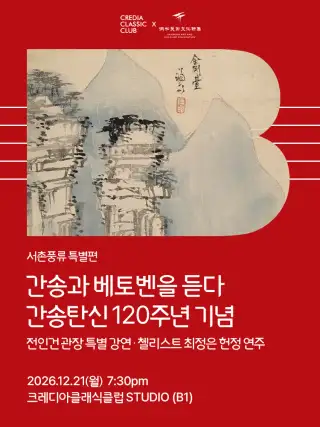 CREDIA
CLASSIC
CLUB
X
金剛臺
서촌풍류 특별편
간송과 베토벤을 듣다
간송탄신 120주년 기념
전인건 관장 특별 강연 · 첼리스트 최정은 헌정 연주
2026.12.21(월) 7:30pm
크레디아클래식클럽 STUDIO (B1)